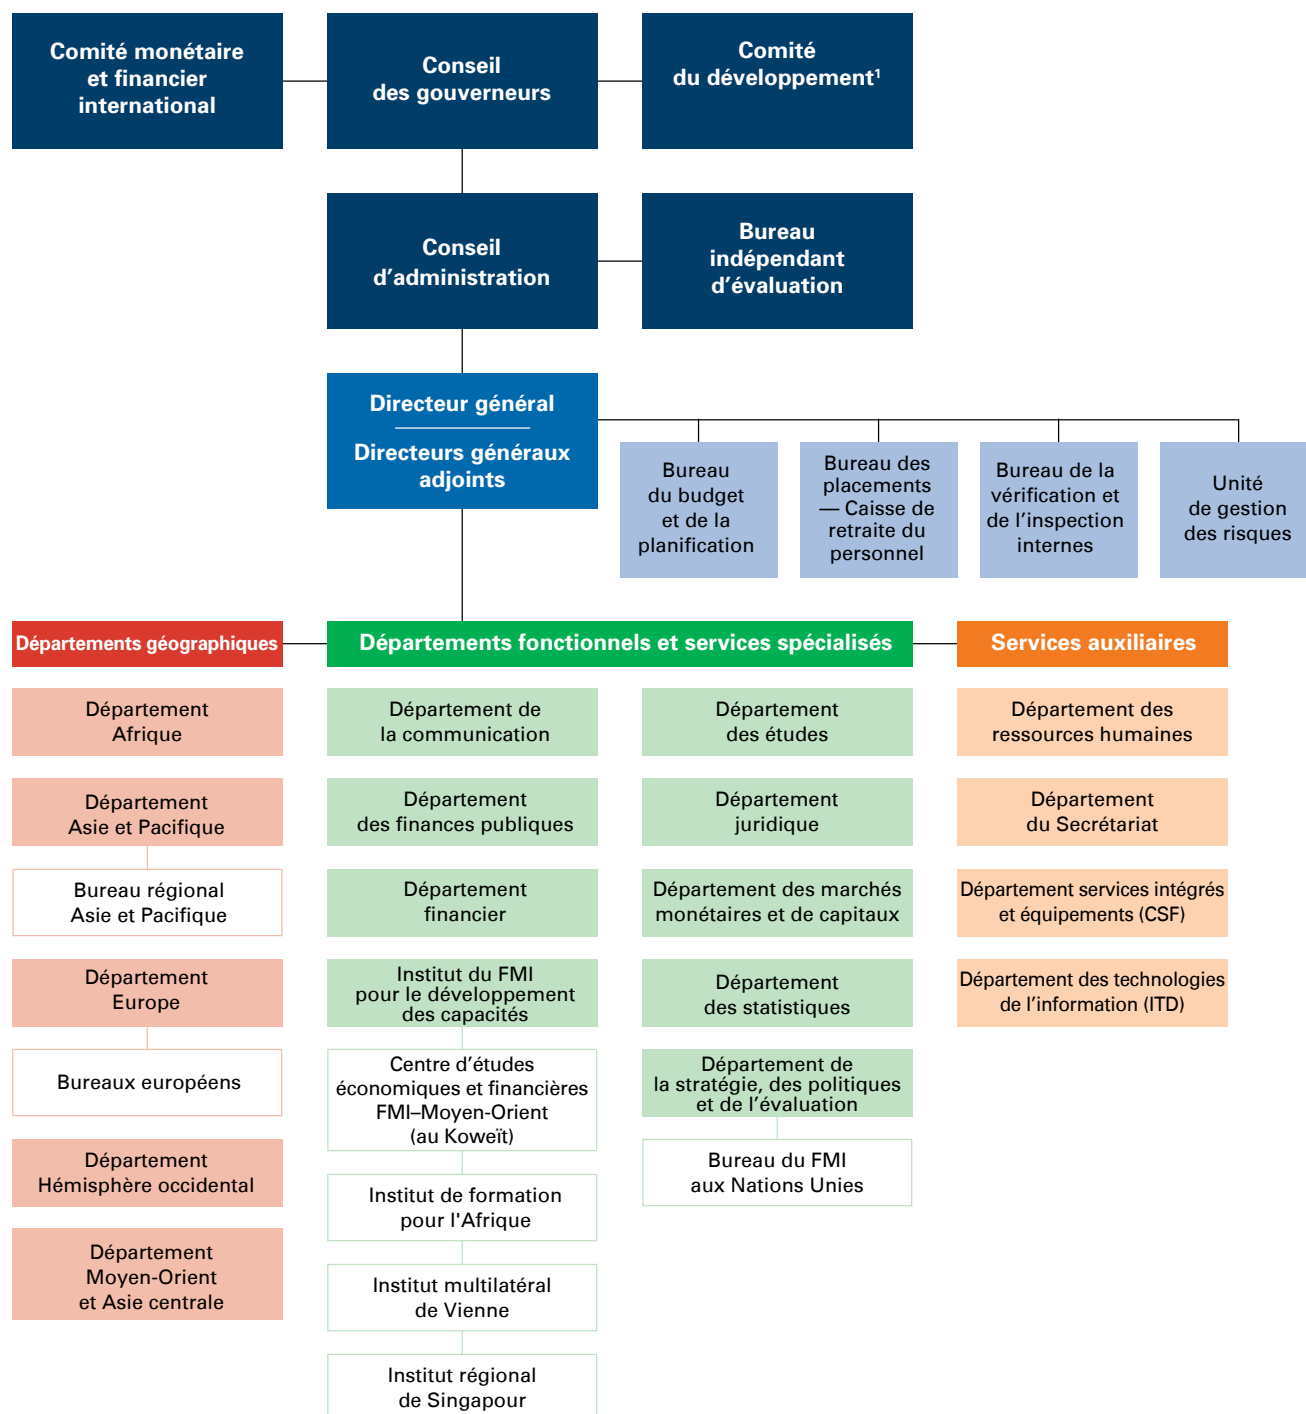 Comité monétaire
et financier
international
Conseil
des gouverneurs
Comité
du développement¹
Conseil
d’administration
Bureau
indépendant
d’évaluation
Directeur général
Directeurs généraux
adjoints
Bureau
du budget
et de la
planification
Bureau des
placements
— Caisse de
retraite du
personnel
Bureau de la
vérification et
de l’inspection
internes
Unité
de gestion
des risques
Départements géographiques
Départements fonctionnels et services spécialisés
Services auxiliaires
Département
Afrique
Département
Asie et Pacifique
Bureau régional
Asie et Pacifique
Département
Europe
Bureaux européens
Département
Hémisphère occidental
Département
Moyen-Orient
et Asie centrale
Département de
la communication
Département
des finances publiques
Département
financier
Institut du FMI
pour le développement
des capacités
Centre d’études
économiques et financières
FMI–Moyen-Orient
(au Koweït)
Institut de formation
pour l'Afrique
Institut multilatéral
de Vienne
Institut régional
de Singapour
Département
des études
Département
juridique
Département des marchés
monétaires et de capitaux
Département
des statistiques
Département de
la stratégie, des politiques
et de l’évaluation
Bureau du FMI
aux Nations Unies
Département des
ressources humaines
Département
du Secrétariat
Département services intégrés
et équipements (CSF)
Département des technologies
de l’information (ITD)